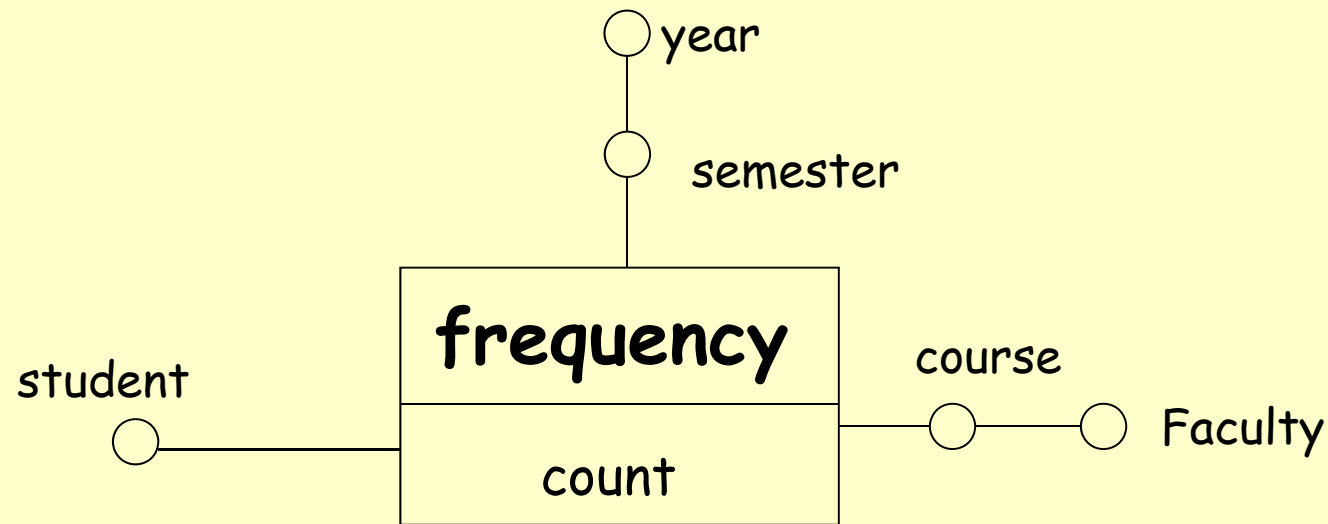 year
semester
frequency
student
course
Faculty
count